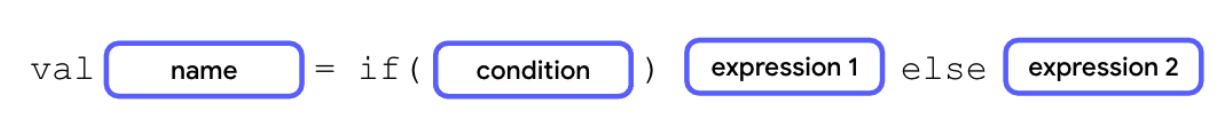 val name = if( condition ) expression 1 else expression 2